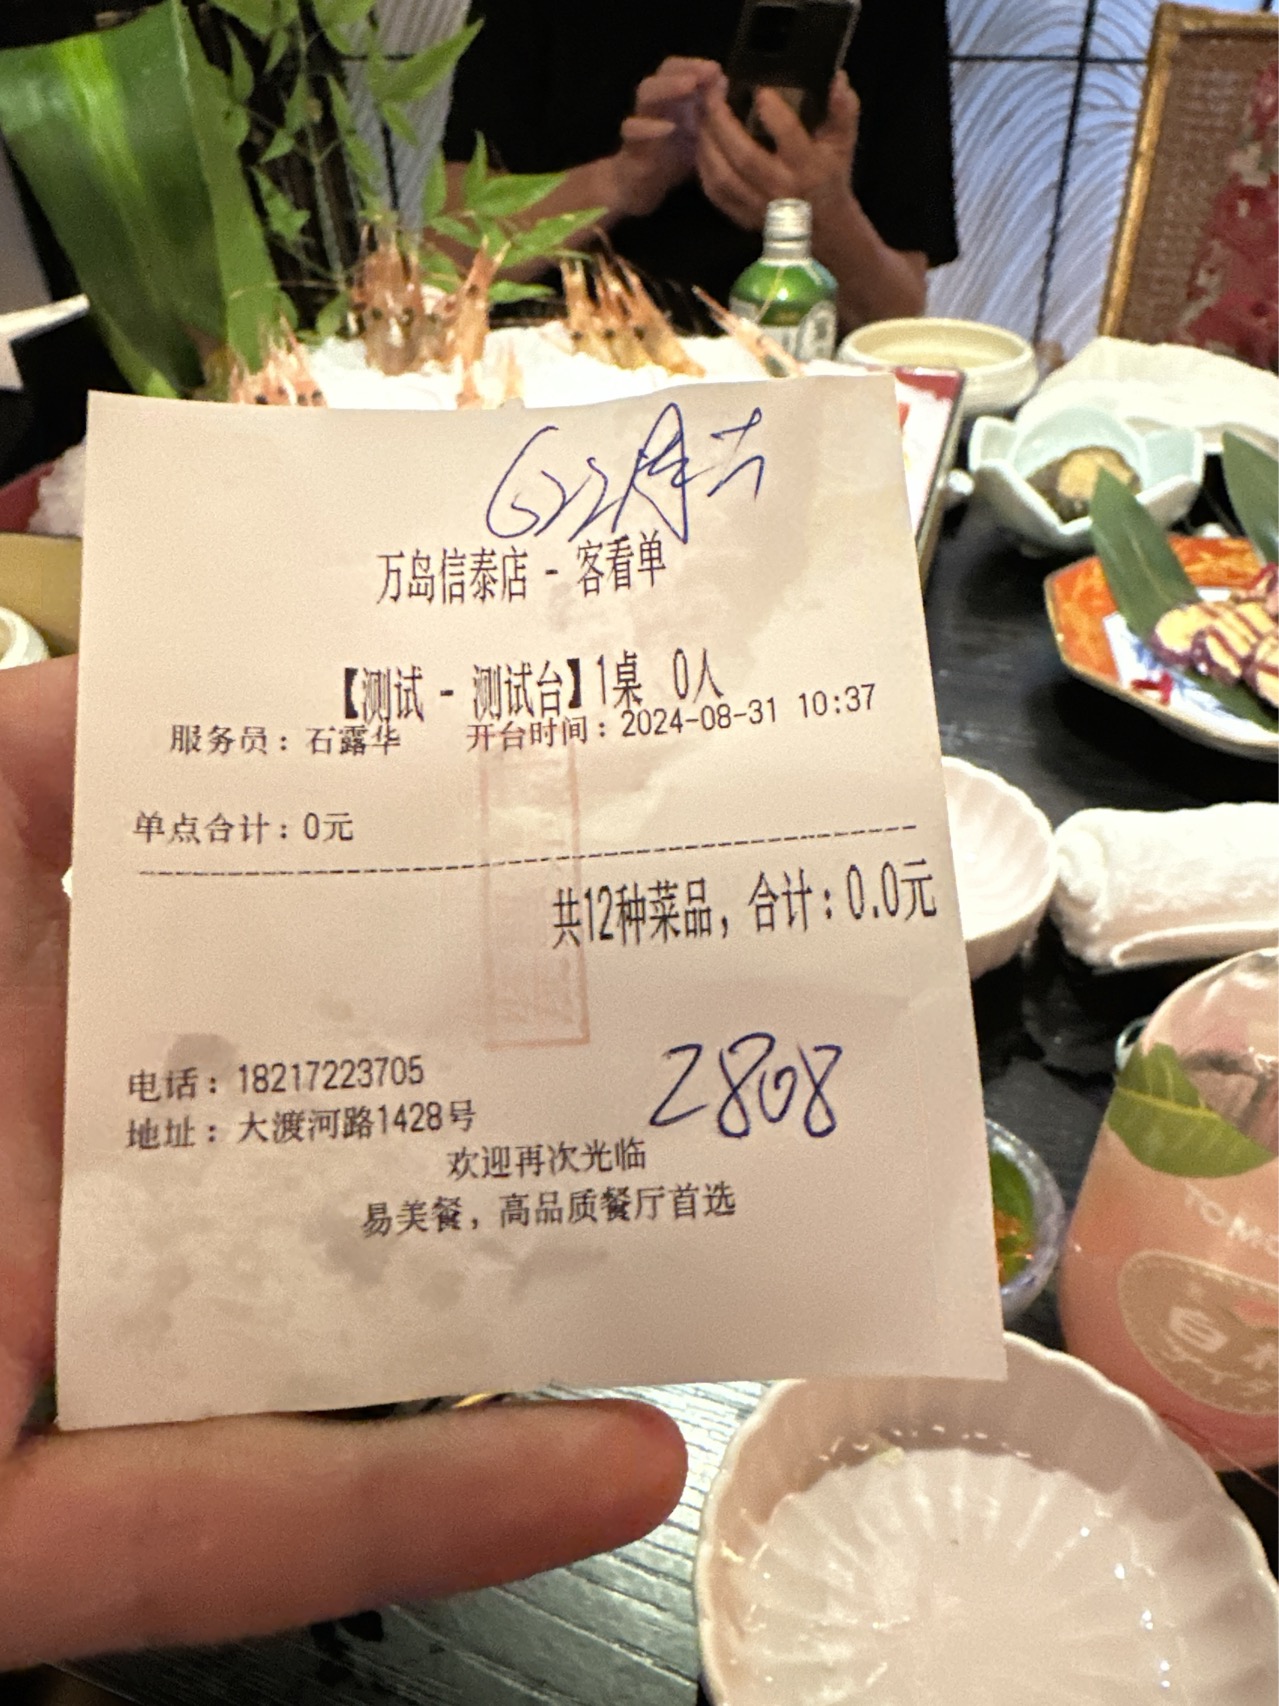 万岛信泰店 - 客看单
【测试 - 测试台】1桌 0人
服务员：石露华 开台时间：2024-08-31 10:37
单点合计：0元
共12种菜品，合计：0.0元
2808
电话：18217223705
地址：大渡河路1428号
欢迎再次光临
易美餐，高品质餐厅首选
TOMO
白